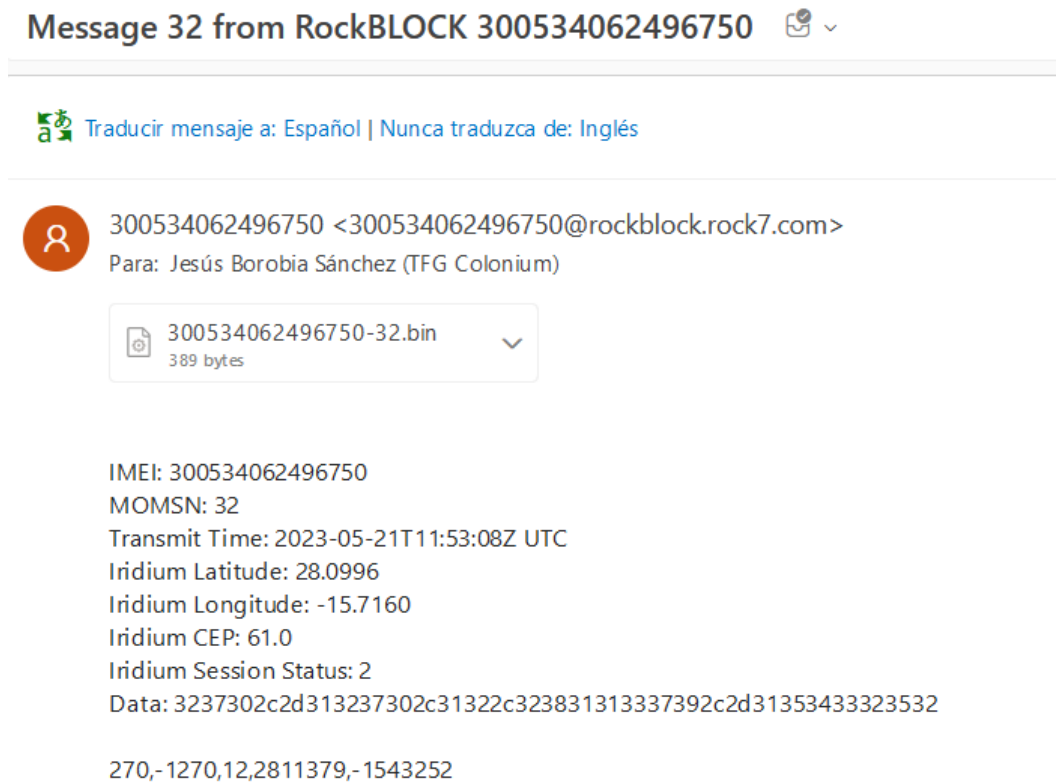 Message 32 from RockBLOCK 300534062496750
Traducir mensaje a: Español | Nunca traduzca de: Inglés
300534062496750 <300534062496750@rockblock.rock7.com>
Para: Jesús Borobia Sánchez (TFG Colonium)
300534062496750-32.bin
389 bytes
IMEI: 300534062496750
MOMSN: 32
Transmit Time: 2023-05-21T11:53:08Z UTC
Iridium Latitude: 28.0996
Iridium Longitude: -15.7160
Iridium CEP: 61.0
Iridium Session Status: 2
Data: 3237302c2d313237302c31322c323831313337392c2d31353433323532
270,-1270,12,2811379,-1543252